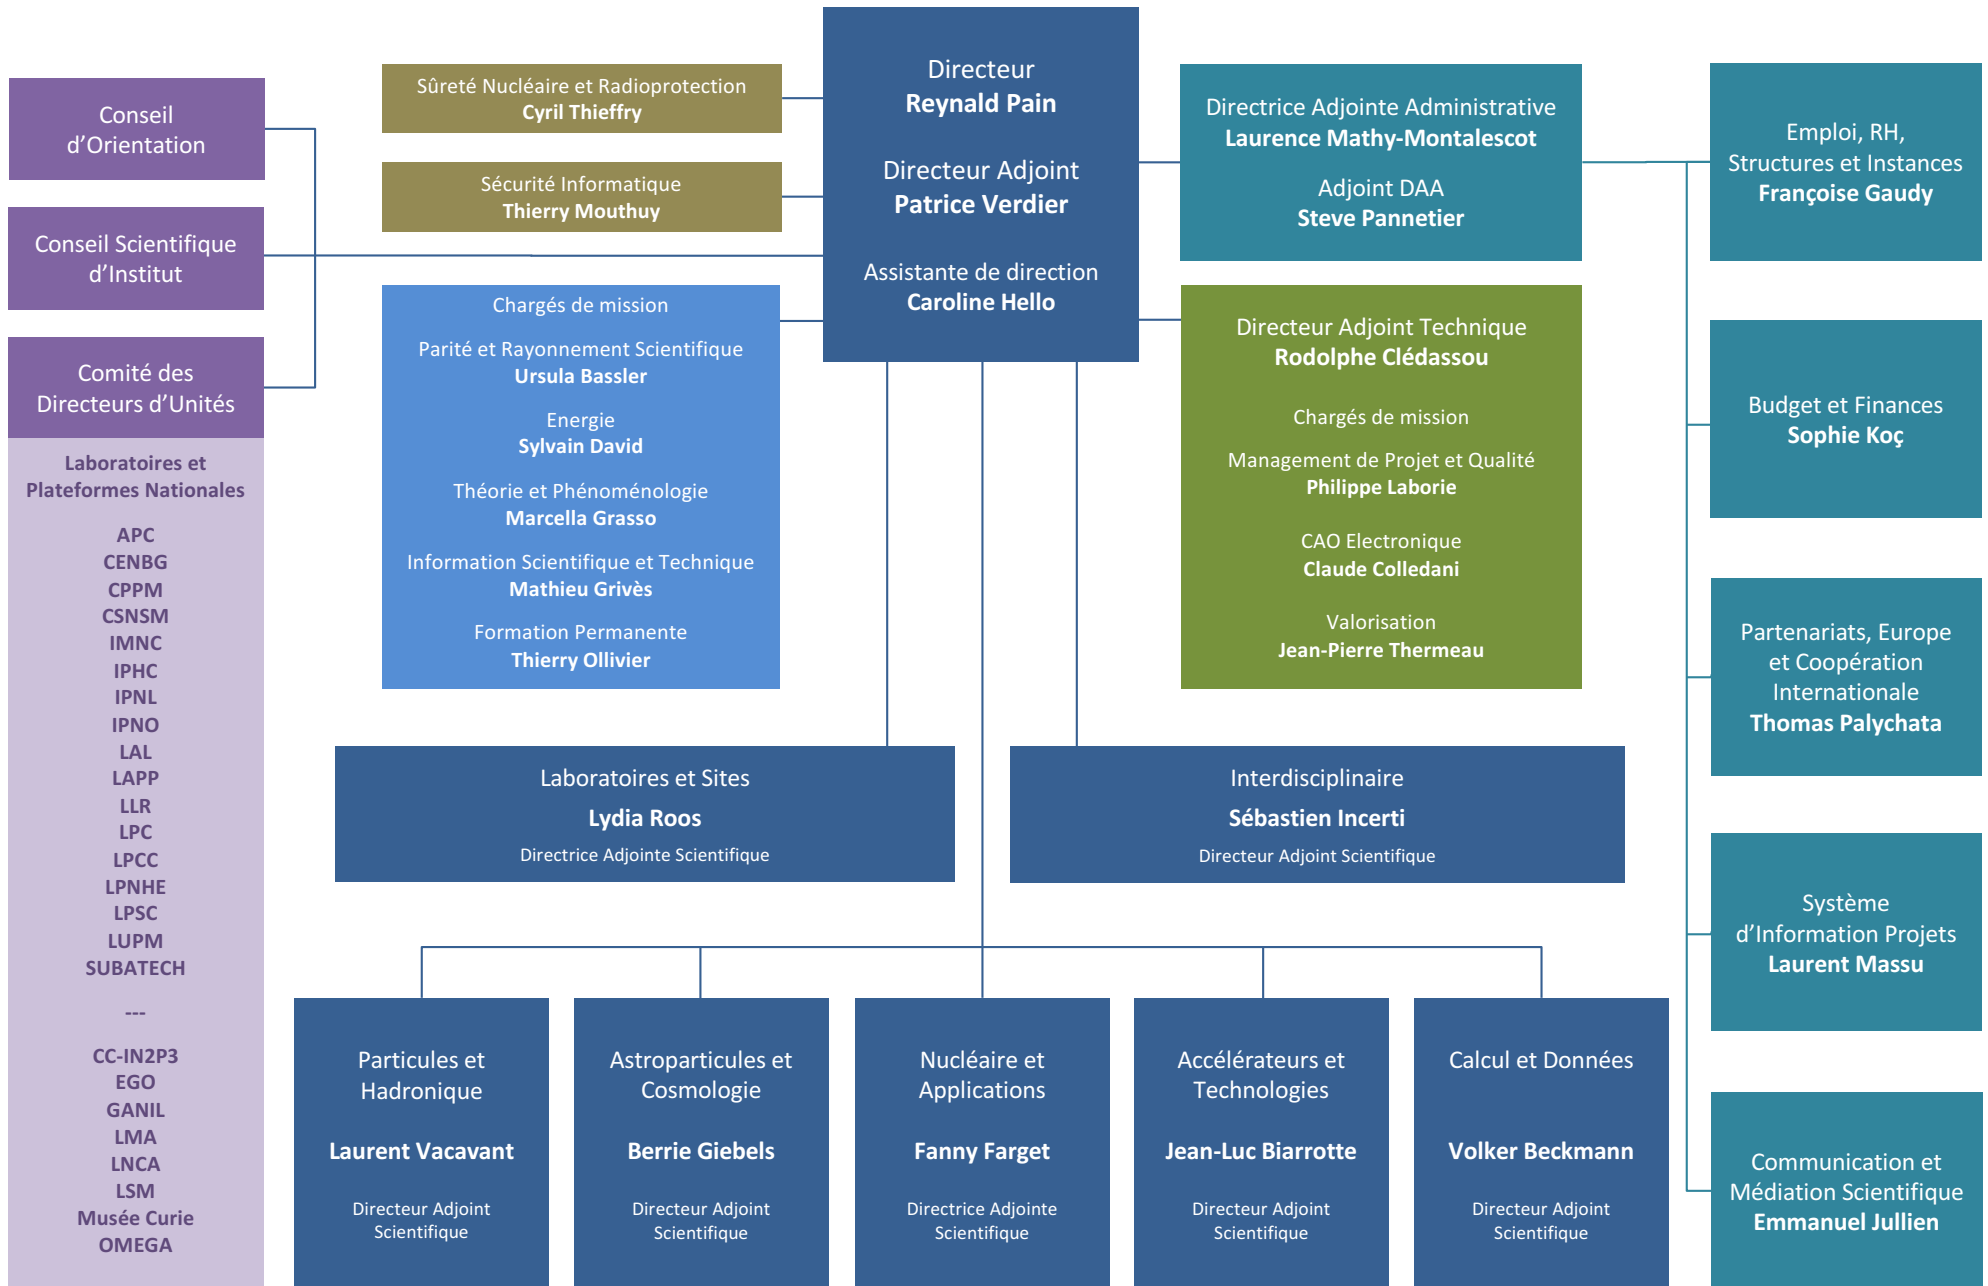 Conseil
d’Orientation
Conseil Scientifique
d’Institut
Comité des
Directeurs d’Unités
Laboratoires et
Plateformes Nationales
APC
CENBG
CPPM
CSNSM
IMNC
IPHC
IPNL
IPNO
LAL
LAPP
LLR
LPC
LPCC
LPNHE
LPSC
LUPM
SUBATECH
---
CC-IN2P3
EGO
GANIL
LMA
LNCA
LSM
Musée Curie
OMEGA
Sûreté Nucléaire et Radioprotection
Cyril Thieffry
Sécurité Informatique
Thierry Mouthuy
Chargés de mission
Parité et Rayonnement Scientifique
Ursula Bassler
Energie
Sylvain David
Théorie et Phénoménologie
Marcella Grasso
Information Scientifique et Technique
Mathieu Grivès
Formation Permanente
Thierry Ollivier
Directeur
Reynald Pain
Directeur Adjoint
Patrice Verdier
Assistante de direction
Caroline Hello
Directrice Adjointe Administrative
Laurence Mathy-Montalescot
Adjoint DAA
Steve Pannetier
Directeur Adjoint Technique
Rodolphe Clédassou
Chargés de mission
Management de Projet et Qualité
Philippe Laborie
CAO Electronique
Claude Colledani
Valorisation
Jean-Pierre Thermeau
Emploi, RH,
Structures et Instances
Françoise Gaudy
Budget et Finances
Sophie Koç
Partenariats, Europe
et Coopération
Internationale
Thomas Palychata
Système
d’Information Projets
Laurent Massu
Communication et
Médiation Scientifique
Emmanuel Jullien
Laboratoires et Sites
Lydia Roos
Directrice Adjointe Scientifique
Interdisciplinaire
Sébastien Incerti
Directeur Adjoint Scientifique
Particules et
Hadronique
Laurent Vacavant
Directeur Adjoint
Scientifique
Astroparticules et
Cosmologie
Berrie Giebels
Directeur Adjoint
Scientifique
Nucléaire et
Applications
Fanny Farget
Directrice Adjointe
Scientifique
Accélérateurs et
Technologies
Jean-Luc Biarrotte
Directeur Adjoint
Scientifique
Calcul et Données
Volker Beckmann
Directeur Adjoint
Scientifique